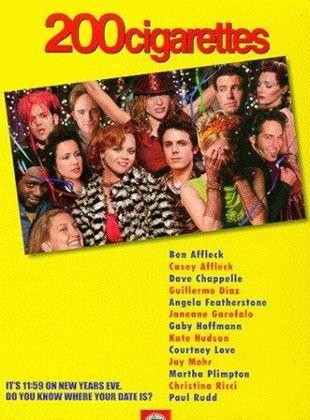 200cigarettes
Ben Affleck
Casey Affleck
Dave Chappelle
Guillermo Diaz
Angela Featherstone
Janeane Garofalo
Gaby Hoffmann
Kate Hudson
Courtney Love
Jay Mohr
Martha Plimpton
Christina Ricci
Paul Rudd
IT'S 11:59 ON NEW YEARS EVE.
DO YOU KNOW WHERE YOUR DATE IS?